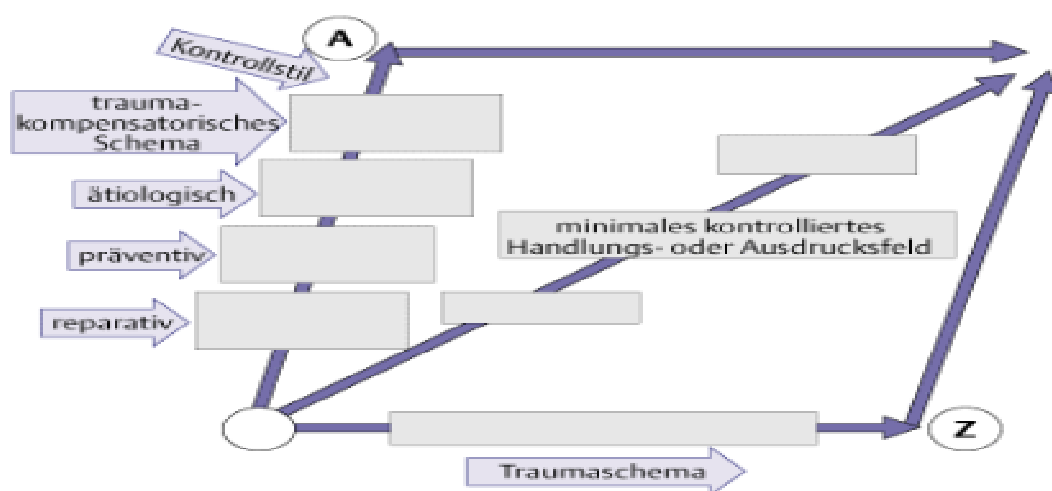 A
Kontrollstil
trauma-
kompensatorisches
Schema
ätiologisch
präventiv
reparativ
minimales kontrolliertes
Handlungs- oder Ausdrucksfeld
Z
Traumaschema